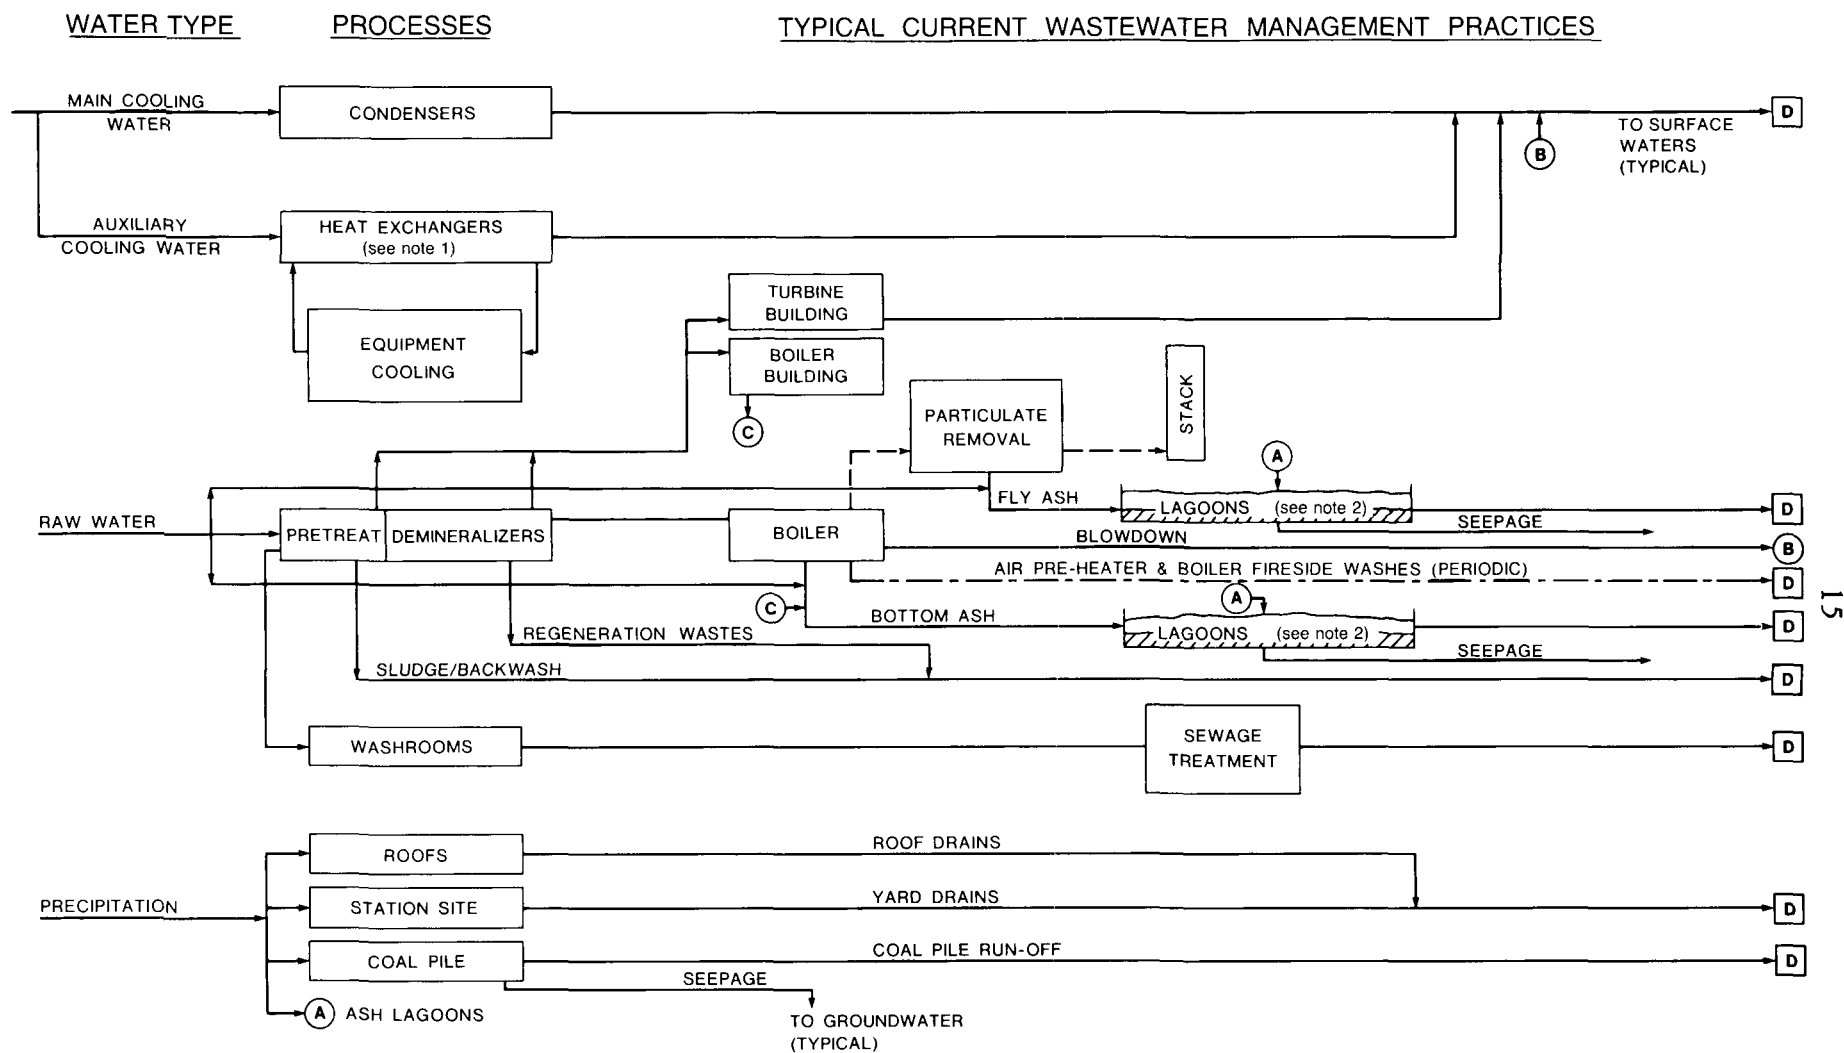 WATER TYPE
PROCESSES
TYPICAL CURRENT WASTEWATER MANAGEMENT PRACTICES
MAIN COOLING
WATER
CONDENSERS
D
TO SURFACE
WATERS
(TYPICAL)
B
AUXILIARY
COOLING WATER
HEAT EXCHANGERS
(see note 1)
EQUIPMENT
COOLING
TURBINE
BUILDING
BOILER
BUILDING
C
PARTICULATE
REMOVAL
STACK
A
RAW WATER
PRETREAT
DEMINERALIZERS
BOILER
FLY ASH
LAGOONS (see note 2)
D
SEEPAGE
BLOWDOWN
B
AIR PRE-HEATER & BOILER FIRESIDE WASHES (PERIODIC)
D
C
A
BOTTOM ASH
LAGOONS (see note 2)
D
SEEPAGE
REGENERATION WASTES
SLUDGE/BACKWASH
D
WASHROOMS
SEWAGE
TREATMENT
D
15
PRECIPITATION
ROOFS
ROOF DRAINS
STATION SITE
YARD DRAINS
D
COAL PILE
COAL PILE RUN-OFF
D
SEEPAGE
TO GROUNDWATER
(TYPICAL)
A
ASH LAGOONS